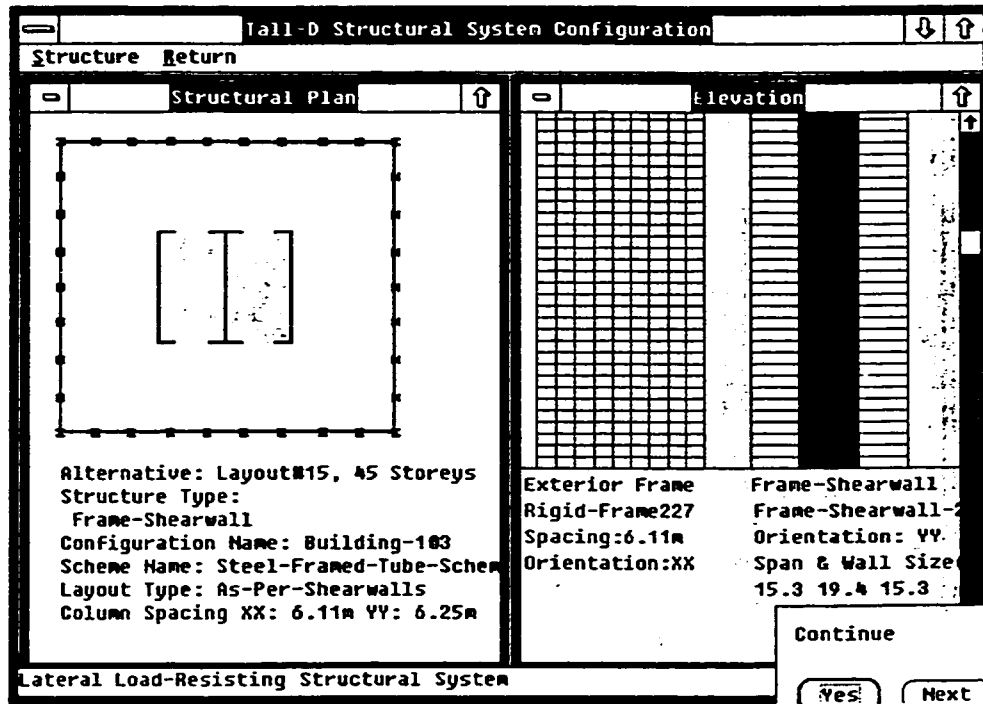 Tall-D Structural System Configuration
Structure Return
Structural Plan
Alternative: Layout#15, 45 Storeys
Structure Type:
Frame-Shearwall
Configuration Name: Building-103
Scheme Name: Steel-Framed-Tube-Schem
Layout Type: As-Per-Shearwalls
Column Spacing XX: 6.11m YY: 6.25m
Elevation
Exterior Frame
Rigid-Frame227
Spacing:6.11m
Orientation:XX
Frame-Shearwall
Frame-Shearwall-2
Orientation: YY
Span & Wall Size
15.3 19.4 15.3
Continue
Yes Next
Lateral Load-Resisting Structural System